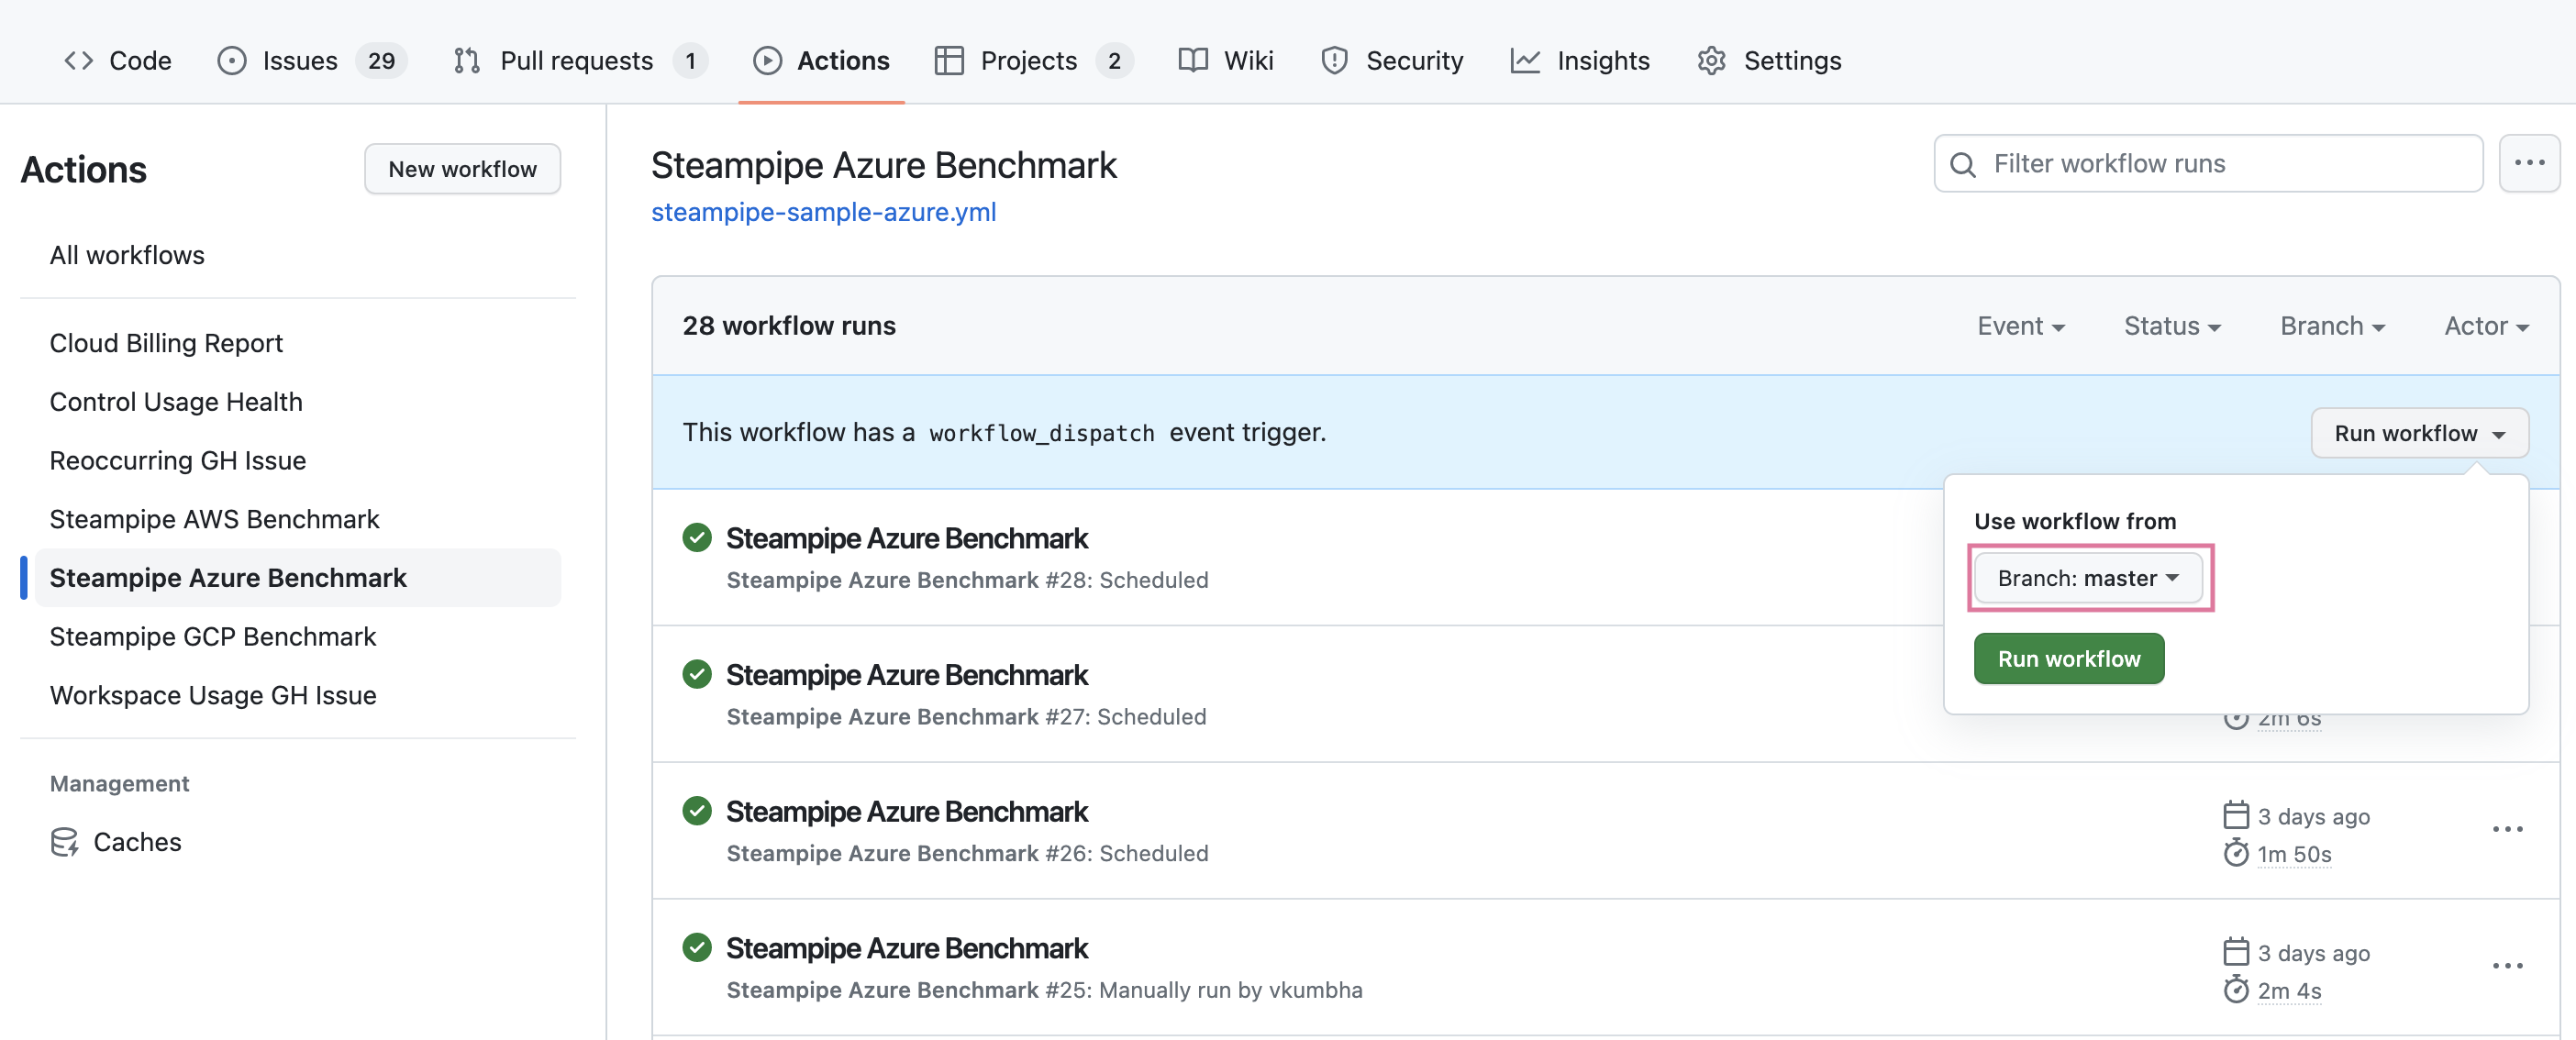 Code Issues 29 Pull requests 1 Actions Projects 2 Wiki Security Insights Settings
Actions
New workflow
All workflows
Cloud Billing Report
Control Usage Health
Reoccurring GH Issue
Steampipe AWS Benchmark
Steampipe Azure Benchmark
Steampipe GCP Benchmark
Workspace Usage GH Issue
Management
Caches
Steampipe Azure Benchmark
steampipe-sample-azure.yml
Filter workflow runs
28 workflow runs
Event Status Branch Actor
This workflow has a workflow_dispatch event trigger.
Run workflow
Use workflow from
Branch: master
Run workflow
Steampipe Azure Benchmark
Steampipe Azure Benchmark #28: Scheduled
Steampipe Azure Benchmark
Steampipe Azure Benchmark #27: Scheduled
2m 6s
Steampipe Azure Benchmark
Steampipe Azure Benchmark #26: Scheduled
3 days ago
1m 50s
Steampipe Azure Benchmark
Steampipe Azure Benchmark #25: Manually run by vkumbha
3 days ago
2m 4s